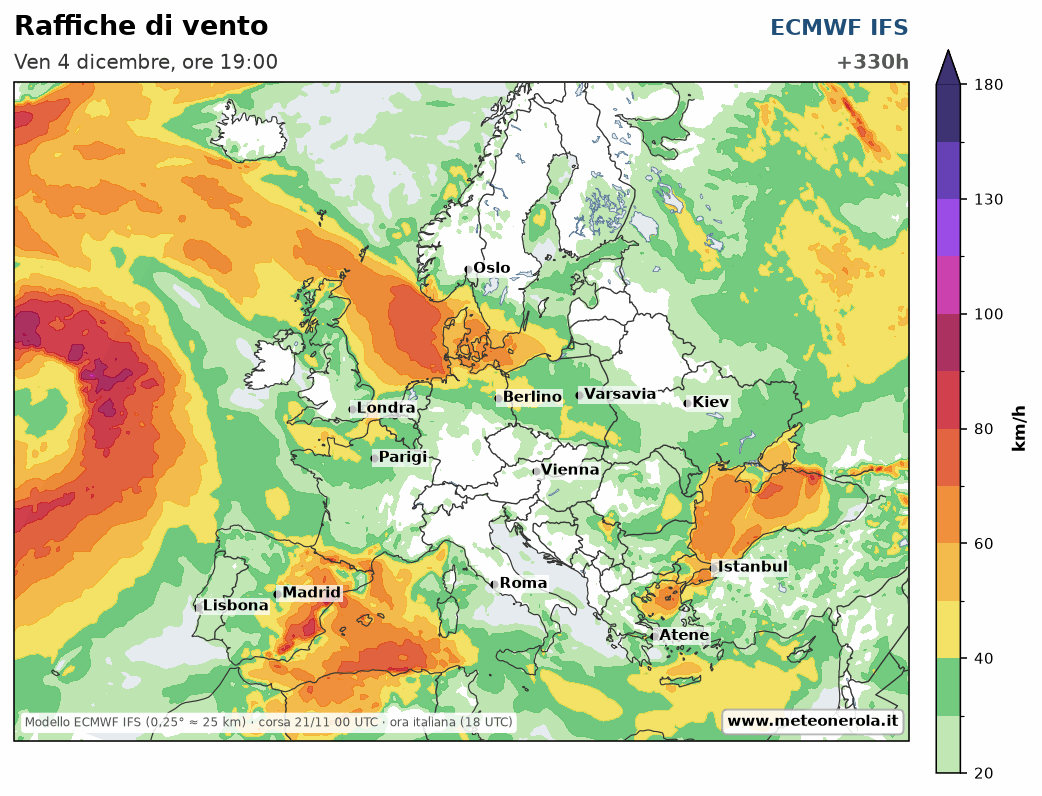 Raffiche di vento
ECMWF IFS
Ven 4 dicembre, ore 19:00
+330h
180
130
100
80
60
40
20
km/h
Oslo
Berlino
Varsavia
Kiev
Londra
Parigi
Vienna
Istanbul
Roma
Madrid
Lisbona
Atene
Modello ECMWF IFS (0,25° ≈ 25 km) · corsa 21/11 00 UTC · ora italiana (18 UTC)
www.meteonerola.it